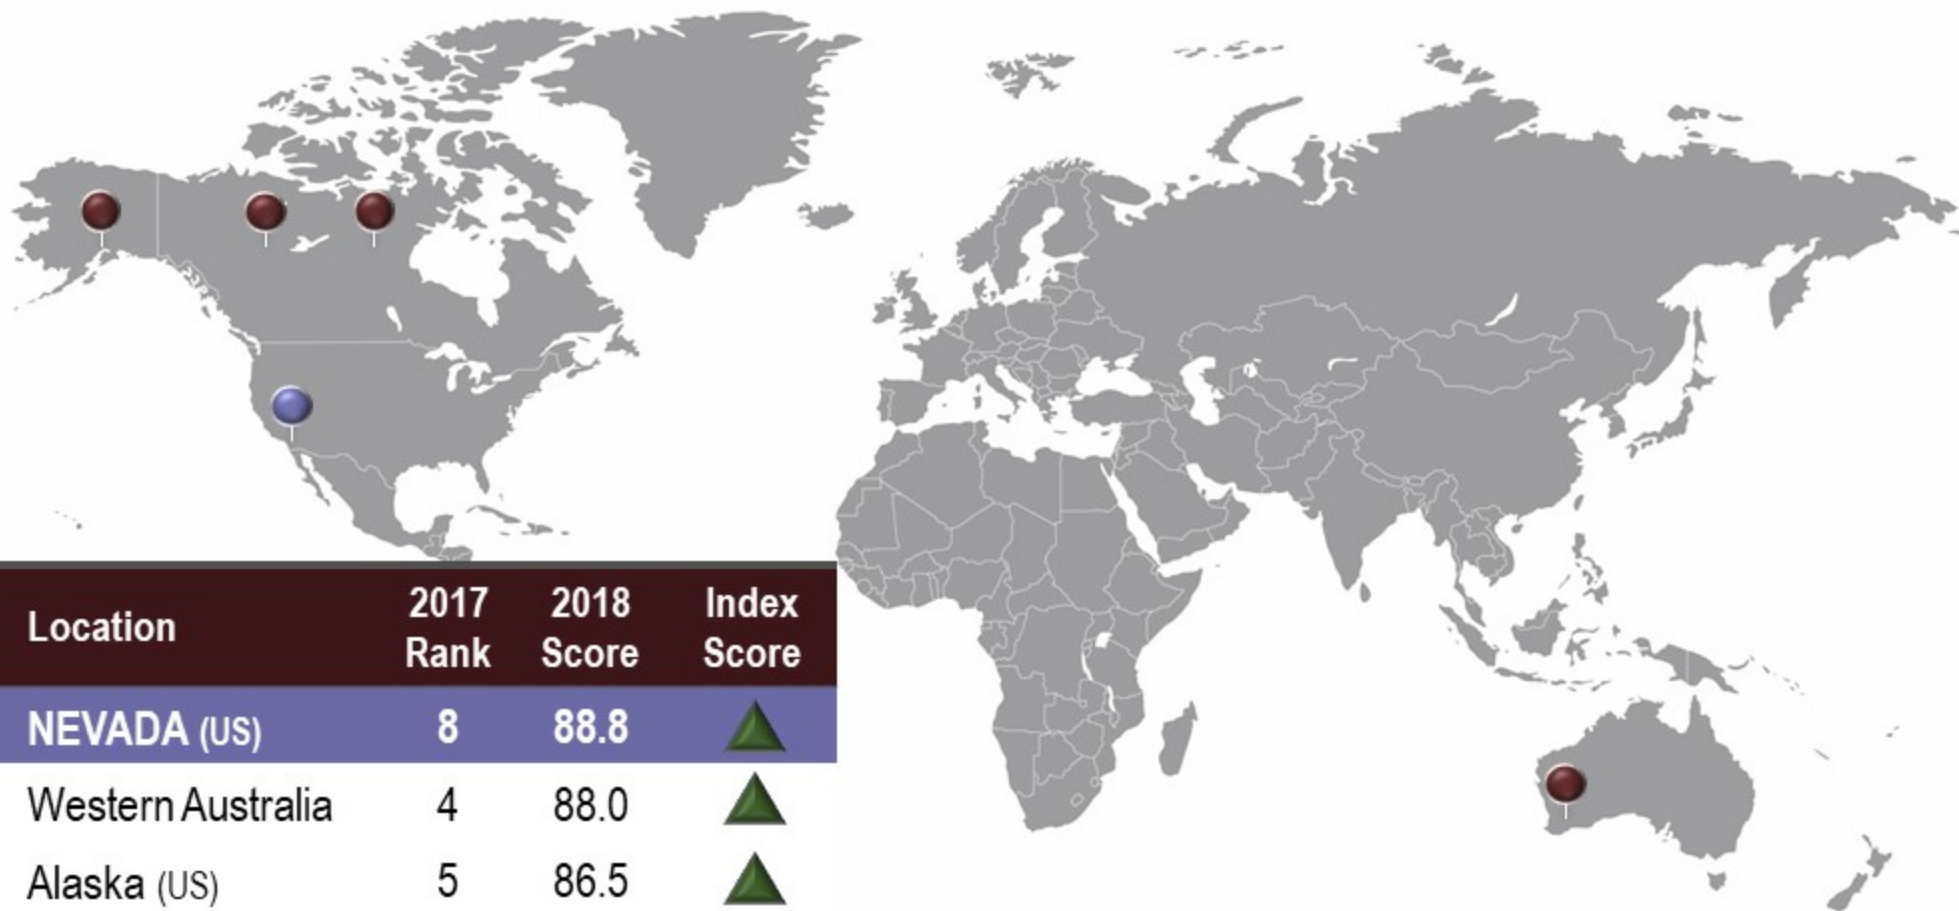 Location 2017 Rank 2018 Score Index Score
NEVADA (US) 8 88.8
Western Australia 4 88.0
Alaska (US) 5 86.5